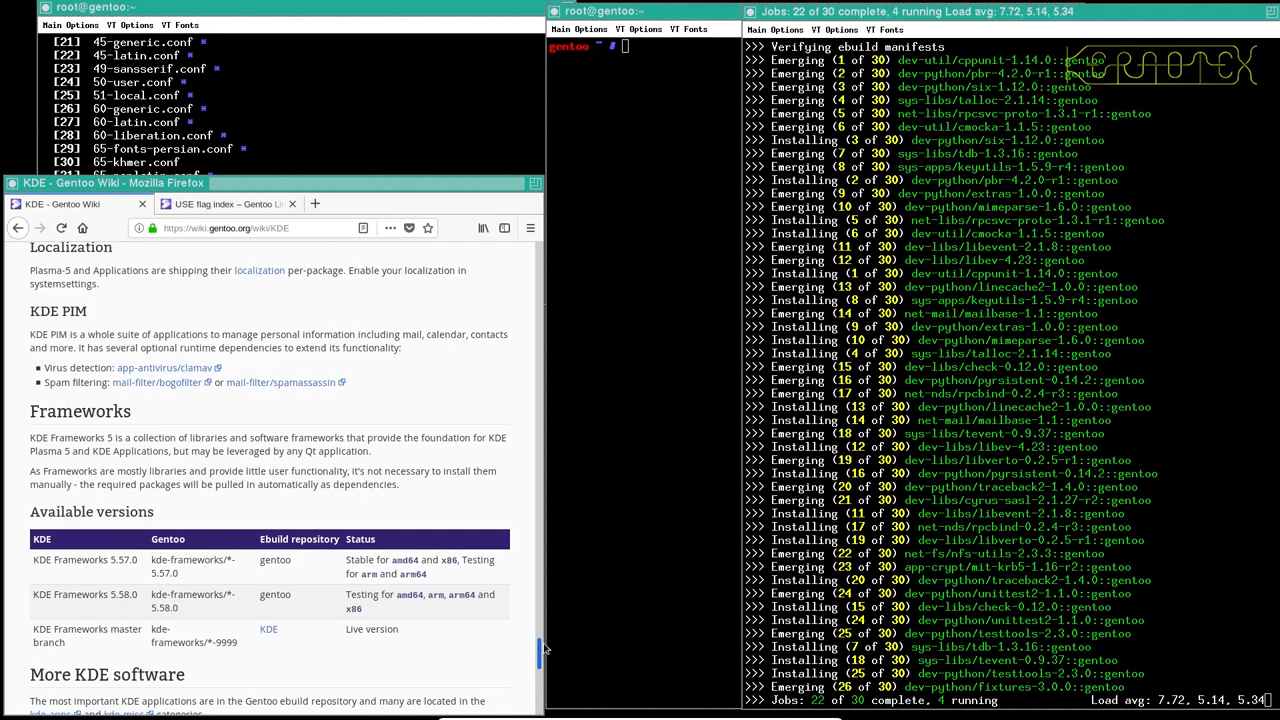 root@gentoo:~
Main Options  VT Options  VT Fonts
[21]  45-generic.conf *
[22]  45-latin.conf *
[23]  49-sansserif.conf *
[24]  50-user.conf *
[25]  51-local.conf *
[26]  60-generic.conf *
[27]  60-latin.conf *
[28]  60-liberation.conf *
[29]  65-fonts-persian.conf *
[30]  65-khmer.conf
KDE - Gentoo Wiki - Mozilla Firefox
KDE - Gentoo Wiki
USE flag index – Gentoo Li
https://wiki.gentoo.org/wiki/KDE
Localization
Plasma-5 and Applications are shipping their localization per-package. Enable your localization in
systemsettings.
KDE PIM
KDE PIM is a whole suite of applications to manage personal information including mail, calendar, contacts
and more. It has several optional runtime dependencies to extend its functionality:
Virus detection: app-antivirus/clamav
Spam filtering: mail-filter/bogofilter or mail-filter/spamassassin
Frameworks
KDE Frameworks 5 is a collection of libraries and software frameworks that provide the foundation for KDE
Plasma 5 and KDE Applications, but may be leveraged by any Qt application.
As Frameworks are mostly libraries and provide little user functionality, it's not necessary to install them
manually - the required packages will be pulled in automatically as dependencies.
Available versions
KDE  Gentoo  Ebuild repository  Status
KDE Frameworks 5.57.0  kde-frameworks/*-  gentoo  Stable for amd64 and x86, Testing
5.57.0  for arm and arm64
KDE Frameworks 5.58.0  kde-frameworks/*-  gentoo  Testing for amd64, arm, arm64 and
5.58.0  x86
KDE Frameworks master  kde-  KDE  Live version
branch  frameworks/*-9999
More KDE software
The most important KDE applications are in the Gentoo ebuild repository and many are located in the
kde-apps and kde-misc categories.
root@gentoo:~
Main Options  VT Options  VT Fonts
gentoo ~ #
Jobs: 22 of 30 complete, 4 running Load avg: 7.72, 5.14, 5.34
Main Options  VT Options  VT Fonts
KERAOTEX
>>> Verifying ebuild manifests
>>> Emerging (1 of 30) dev-util/cppunit-1.14.0::gentoo
>>> Emerging (2 of 30) dev-python/pbr-4.2.0-r1::gentoo
>>> Emerging (3 of 30) dev-python/six-1.12.0::gentoo
>>> Emerging (4 of 30) sys-libs/talloc-2.1.14::gentoo
>>> Emerging (5 of 30) net-libs/rpcsvc-proto-1.3.1-r1::gentoo
>>> Emerging (6 of 30) dev-util/cmocka-1.1.5::gentoo
>>> Installing (3 of 30) dev-python/six-1.12.0::gentoo
>>> Emerging (7 of 30) sys-libs/tdb-1.3.16::gentoo
>>> Emerging (8 of 30) sys-apps/keyutils-1.5.9-r4::gentoo
>>> Installing (2 of 30) dev-python/pbr-4.2.0-r1::gentoo
>>> Emerging (9 of 30) dev-python/extras-1.0.0::gentoo
>>> Emerging (10 of 30) dev-python/mimeparse-1.6.0::gentoo
>>> Installing (5 of 30) net-libs/rpcsvc-proto-1.3.1-r1::gentoo
>>> Installing (6 of 30) dev-util/cmocka-1.1.5::gentoo
>>> Emerging (11 of 30) dev-libs/libevent-2.1.8::gentoo
>>> Emerging (12 of 30) dev-libs/libev-4.23::gentoo
>>> Installing (1 of 30) dev-util/cppunit-1.14.0::gentoo
>>> Emerging (13 of 30) dev-python/linecache2-1.0.0::gentoo
>>> Installing (8 of 30) sys-apps/keyutils-1.5.9-r4::gentoo
>>> Emerging (14 of 30) net-mail/mailbase-1.1::gentoo
>>> Installing (9 of 30) dev-python/extras-1.0.0::gentoo
>>> Installing (10 of 30) dev-python/mimeparse-1.6.0::gentoo
>>> Installing (4 of 30) sys-libs/talloc-2.1.14::gentoo
>>> Emerging (15 of 30) dev-libs/check-0.12.0::gentoo
>>> Emerging (16 of 30) dev-python/pyrsistent-0.14.2::gentoo
>>> Emerging (17 of 30) net-nds/rpcbind-0.2.4-r3::gentoo
>>> Installing (13 of 30) dev-python/linecache2-1.0.0::gentoo
>>> Installing (14 of 30) net-mail/mailbase-1.1::gentoo
>>> Emerging (18 of 30) sys-libs/tevent-0.9.37::gentoo
>>> Installing (12 of 30) dev-libs/libev-4.23::gentoo
>>> Emerging (19 of 30) dev-libs/libverto-0.2.5-r1::gentoo
>>> Installing (16 of 30) dev-python/pyrsistent-0.14.2::gentoo
>>> Emerging (20 of 30) dev-python/traceback2-1.4.0::gentoo
>>> Emerging (21 of 30) dev-libs/cyrus-sasl-2.1.27-r2::gentoo
>>> Installing (11 of 30) dev-libs/libevent-2.1.8::gentoo
>>> Installing (17 of 30) net-nds/rpcbind-0.2.4-r3::gentoo
>>> Installing (19 of 30) dev-libs/libverto-0.2.5-r1::gentoo
>>> Emerging (22 of 30) net-fs/nfs-utils-2.3.3::gentoo
>>> Emerging (23 of 30) app-crypt/mit-krb5-1.16-r2::gentoo
>>> Installing (20 of 30) dev-python/traceback2-1.4.0::gentoo
>>> Emerging (24 of 30) dev-python/unittest2-1.1.0::gentoo
>>> Installing (15 of 30) dev-libs/check-0.12.0::gentoo
>>> Installing (24 of 30) dev-python/unittest2-1.1.0::gentoo
>>> Emerging (25 of 30) dev-python/testtools-2.3.0::gentoo
>>> Installing (7 of 30) sys-libs/tdb-1.3.16::gentoo
>>> Installing (18 of 30) sys-libs/tevent-0.9.37::gentoo
>>> Installing (25 of 30) dev-python/testtools-2.3.0::gentoo
>>> Emerging (26 of 30) dev-python/fixtures-3.0.0::gentoo
>>> Jobs: 22 of 30 complete, 4 running  Load avg: 7.72, 5.14, 5.34